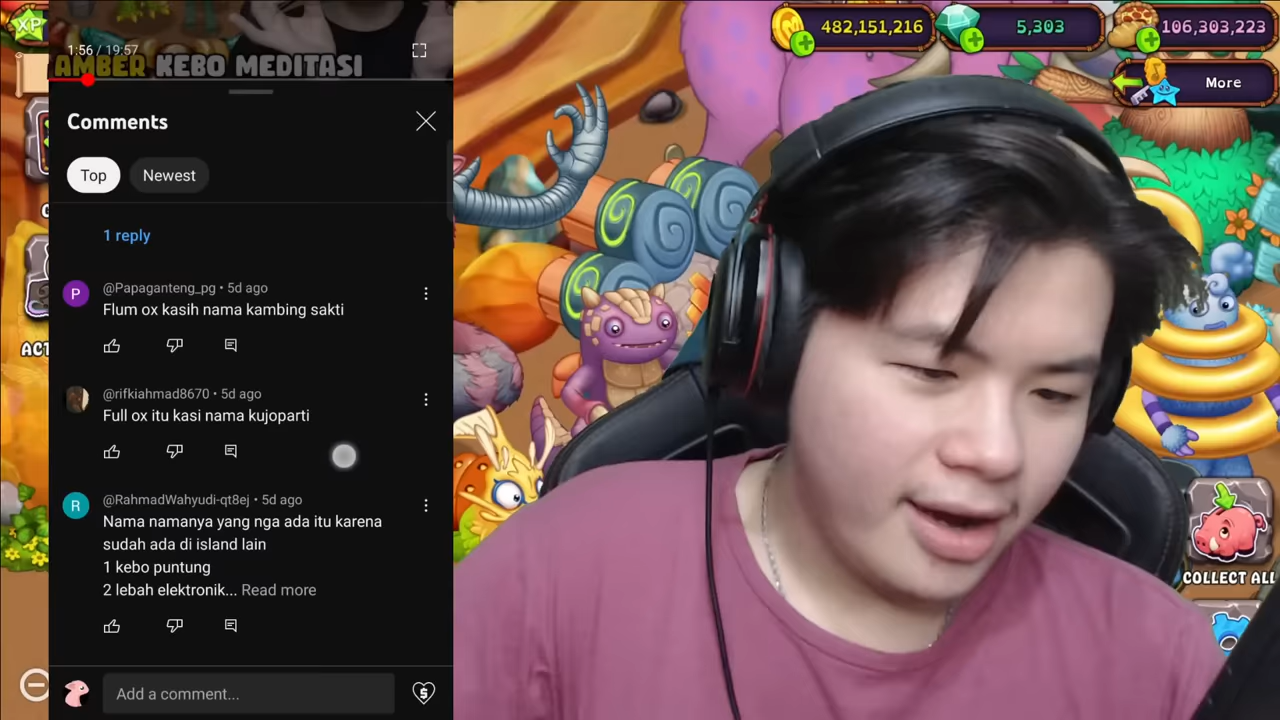 XP
1:56 / 19:57
AMBER KEBO MEDITASI
Comments
Top
Newest
1 reply
P
@Papaganteng_pg • 5d ago
Flum ox kasih nama kambing sakti
@rifkiahmad8670 • 5d ago
Full ox itu kasi nama kujoparti
R
@RahmadWahyudi-qt8ej • 5d ago
Nama namanya yang nga ada itu karena
sudah ada di island lain
1 kebo puntung
2 lebah elektronik... Read more
Add a comment...
482,151,216
5,303
106,303,223
More
COLLECT ALL